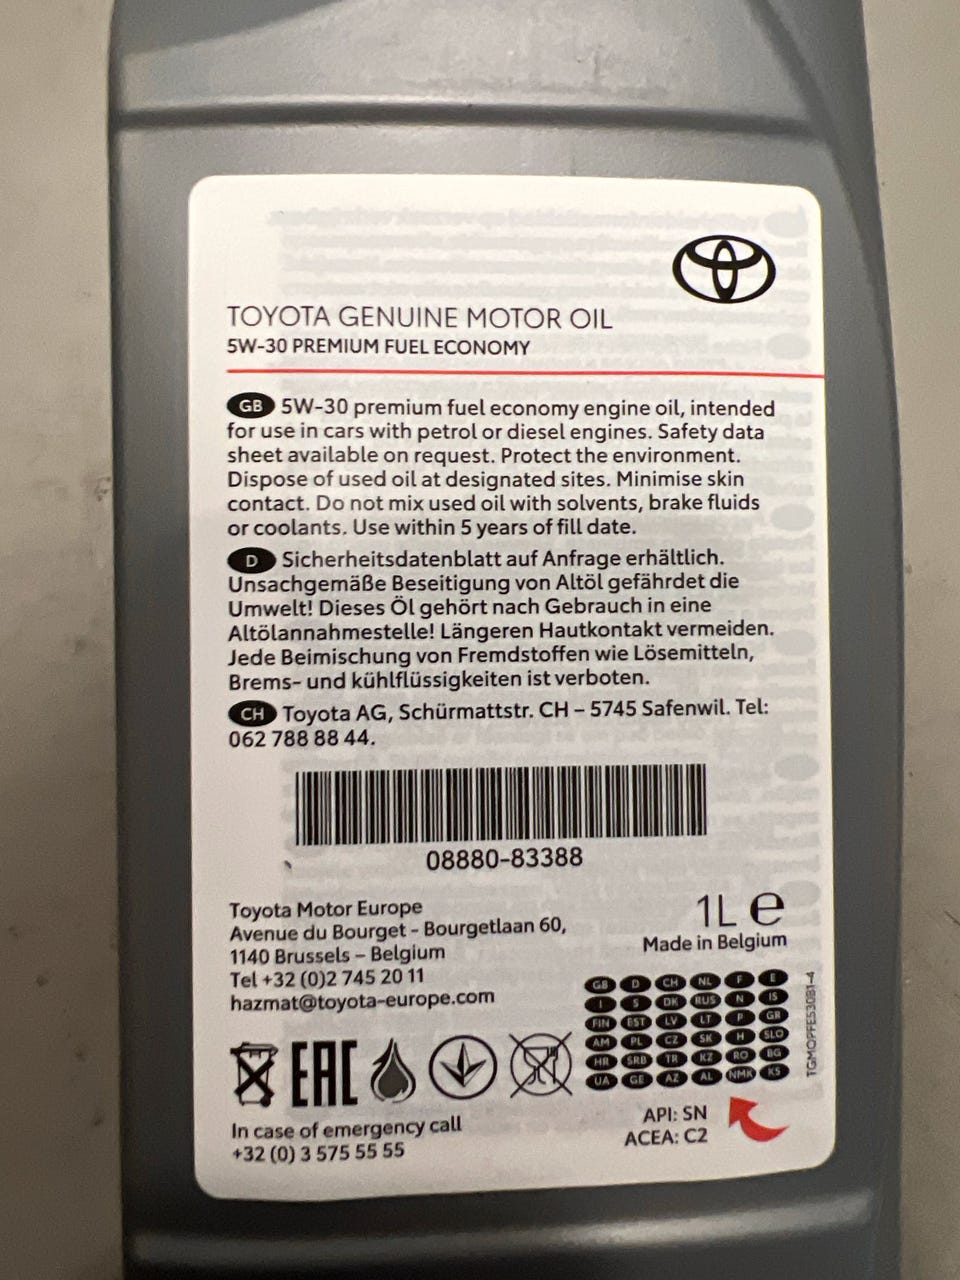 TOYOTA GENUINE MOTOR OIL
5W-30 PREMIUM FUEL ECONOMY
GB 5W-30 premium fuel economy engine oil, intended
for use in cars with petrol or diesel engines. Safety data
sheet available on request. Protect the environment.
Dispose of used oil at designated sites. Minimise skin
contact. Do not mix used oil with solvents, brake fluids
or coolants. Use within 5 years of fill date.
D Sicherheitsdatenblatt auf Anfrage erhältlich.
Unsachgemäße Beseitigung von Altöl gefährdet die
Umwelt! Dieses Öl gehört nach Gebrauch in eine
Altölannahmestelle! Längeren Hautkontakt vermeiden.
Jede Beimischung von Fremdstoffen wie Lösemitteln,
Brems- und kühlflüssigkeiten ist verboten.
CH Toyota AG, Schürmattstr. CH – 5745 Safenwil. Tel:
062 788 88 44.
08880-83388
Toyota Motor Europe
Avenue du Bourget - Bourgetlaan 60,
1140 Brussels – Belgium
Tel +32 (0)2 745 20 11
hazmat@toyota-europe.com
1L e
Made in Belgium
GB D CH NL F E
I S DK RUS N IS
FIN EST LV LT P GR
AM PL CZ SK H SLO
HR SRB TR KZ RO BG
UA GE AZ AL NMK KS
TGMOPFE530B1-4
EAC
In case of emergency call
+32 (0) 3 575 55 55
API: SN
ACEA: C2